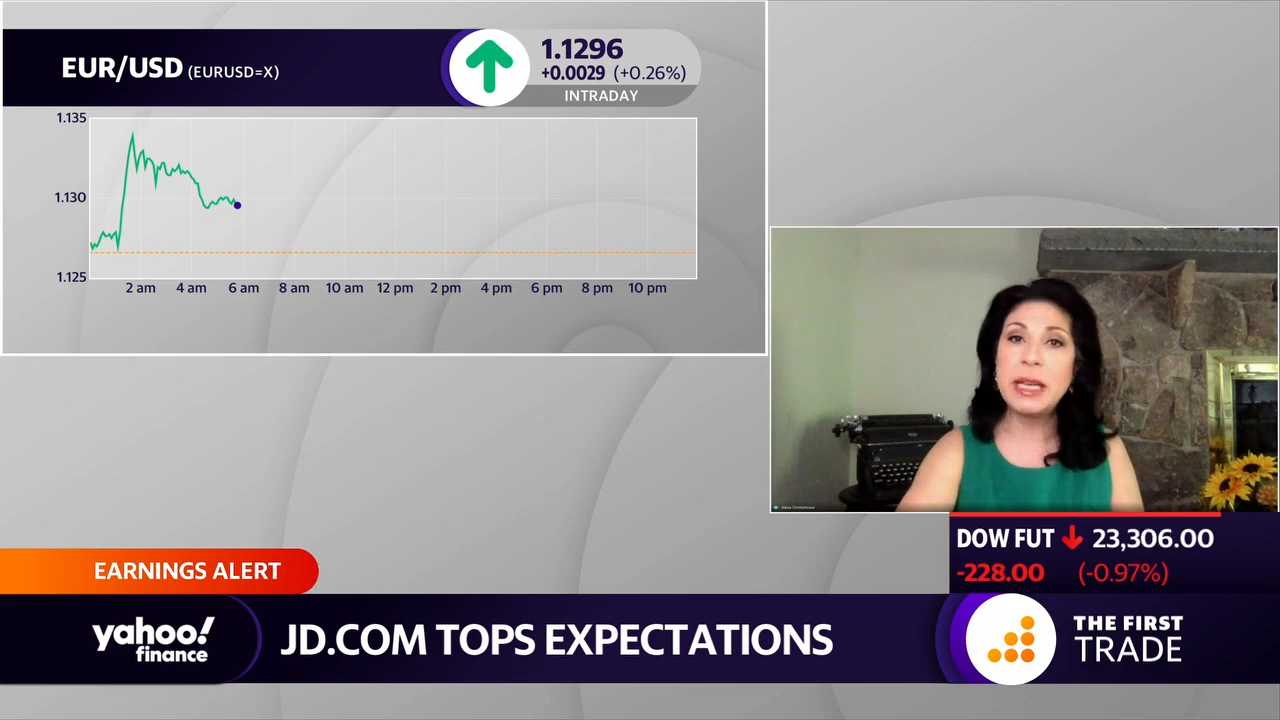 EUR/USD (EURUSD=X)
1.1296
+0.0029 (+0.26%)
INTRADAY
1.135
1.130
1.125
2 am 4 am 6 am 8 am 10 am 12 pm 2 pm 4 pm 6 pm 8 pm 10 pm
DOW FUT 23,306.00
-228.00 (-0.97%)
EARNINGS ALERT
yahoo!
finance
JD.COM TOPS EXPECTATIONS
THE FIRST
TRADE